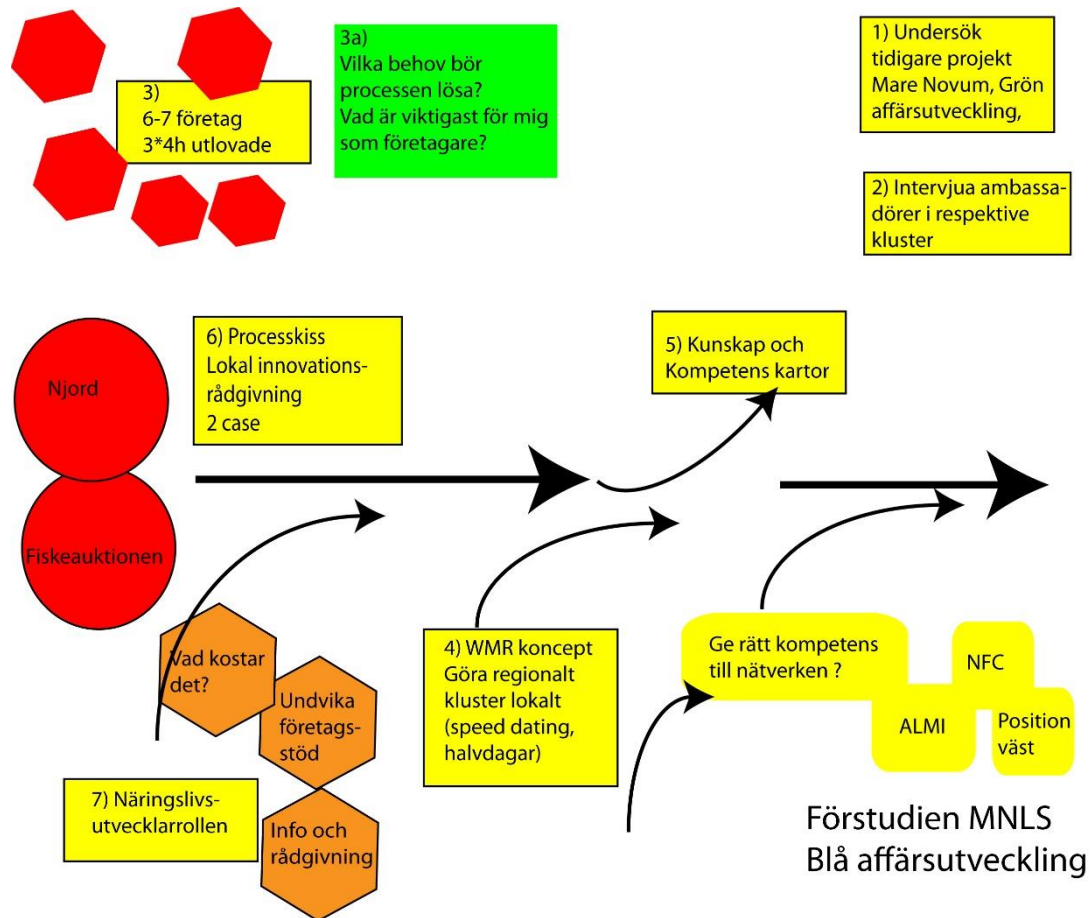 3)
6-7 företag
3*4h utlovade
3a)
Vilka behov bör
processen lösa?
Vad är viktigast för mig
som företagare?
1) Undersök
tidigare projekt
Mare Novum, Grön
affärsutveckling,
2) Intervjua ambassa-
dörer i respektive
kluster
Njord
Fiskeauktionen
6) Processkiss
Lokal innovations-
rådgivning
2 case
5) Kunskap och
Kompetens kartor
Vad kostar
det?
Undvika
företags-
stöd
Info och
rådgivning
7) Näringslivs-
utvecklarrollen
4) WMR koncept
Göra regionalt
kluster lokalt
(speed dating,
halvdagar)
Ge rätt kompetens
till nätverken ?
NFC
ALMI
Position
väst
Förstudien MNLS
Blå affärsutveckling